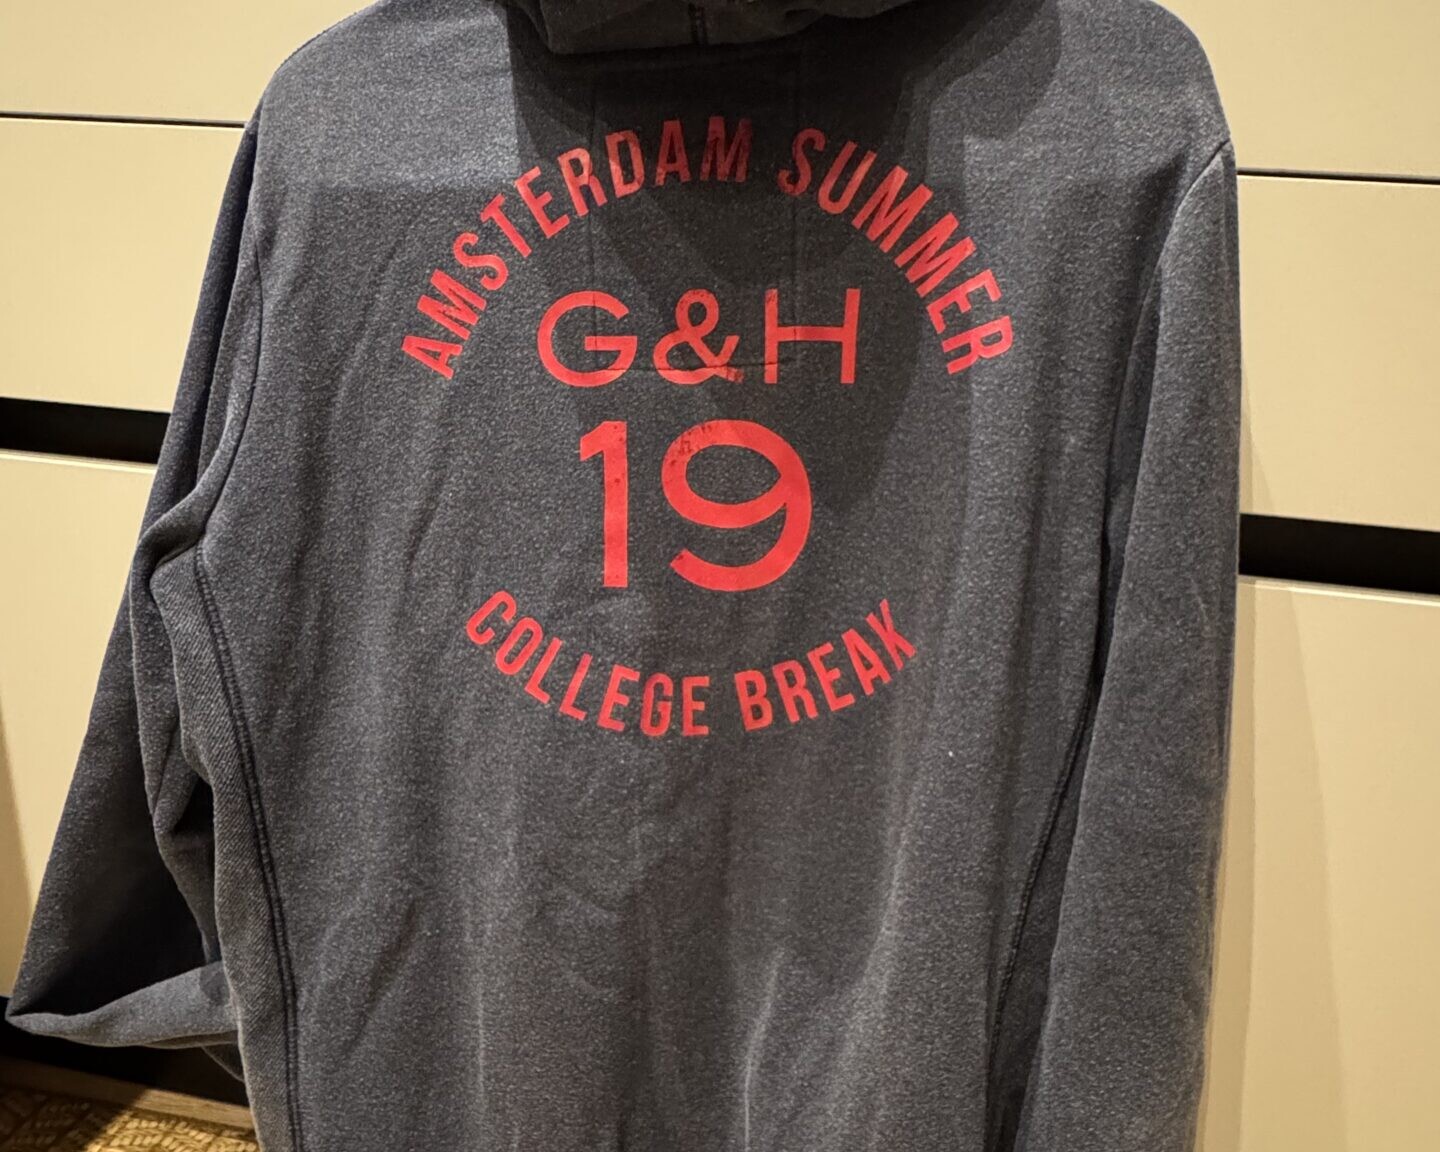 AMSTERDAM SUMMER
G&H
19
COLLEGE BREAK